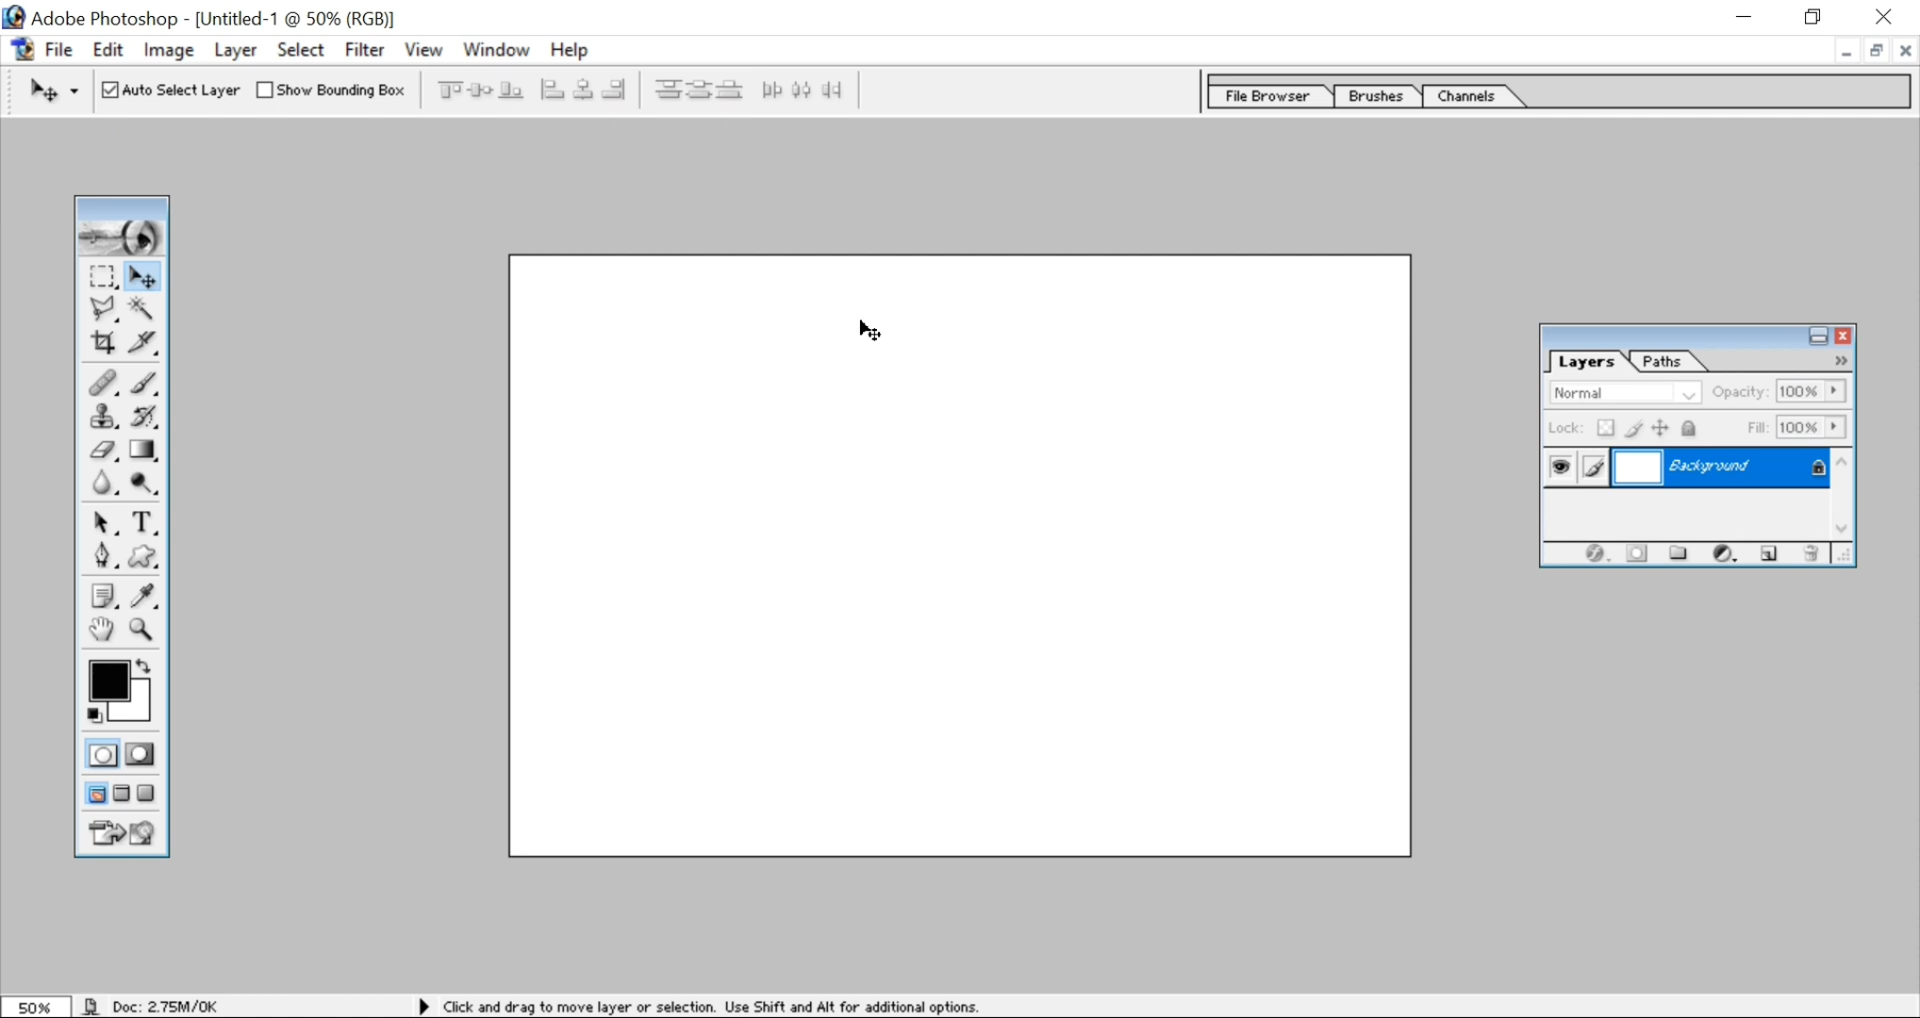 Adobe Photoshop - [Untitled-1 @ 50% (RGB)]
File Edit Image Layer Select Filter View Window Help
Auto Select Layer Show Bounding Box File Browser Brushes Channels
Layers Paths
Normal Opacity: 100%
Lock: Fill: 100%
Background
T
50% Doc: 2.75M/0K Click and drag to move layer or selection. Use Shift and Alt for additional options.